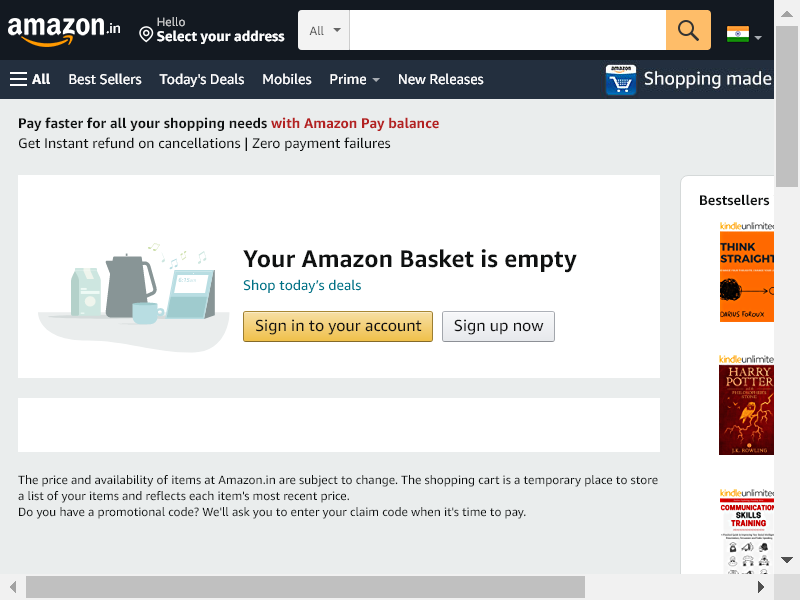 amazon.in
Hello
Select your address
All
All
Best Sellers
Today's Deals
Mobiles
Prime
New Releases
amazon
Shopping made
Pay faster for all your shopping needs with Amazon Pay balance
Get Instant refund on cancellations | Zero payment failures
Your Amazon Basket is empty
Shop today's deals
Sign in to your account
Sign up now
The price and availability of items at Amazon.in are subject to change. The shopping cart is a temporary place to store
a list of your items and reflects each item's most recent price.
Do you have a promotional code? We'll ask you to enter your claim code when it's time to pay.
Bestsellers
kindleunlimited
THINK
STRAIGHT
DARIUS FOROUX
kindleunlimited
HARRY
POTTER
J.K. ROWLING
kindleunlimited
COMMUNICATION
SKILLS
TRAINING